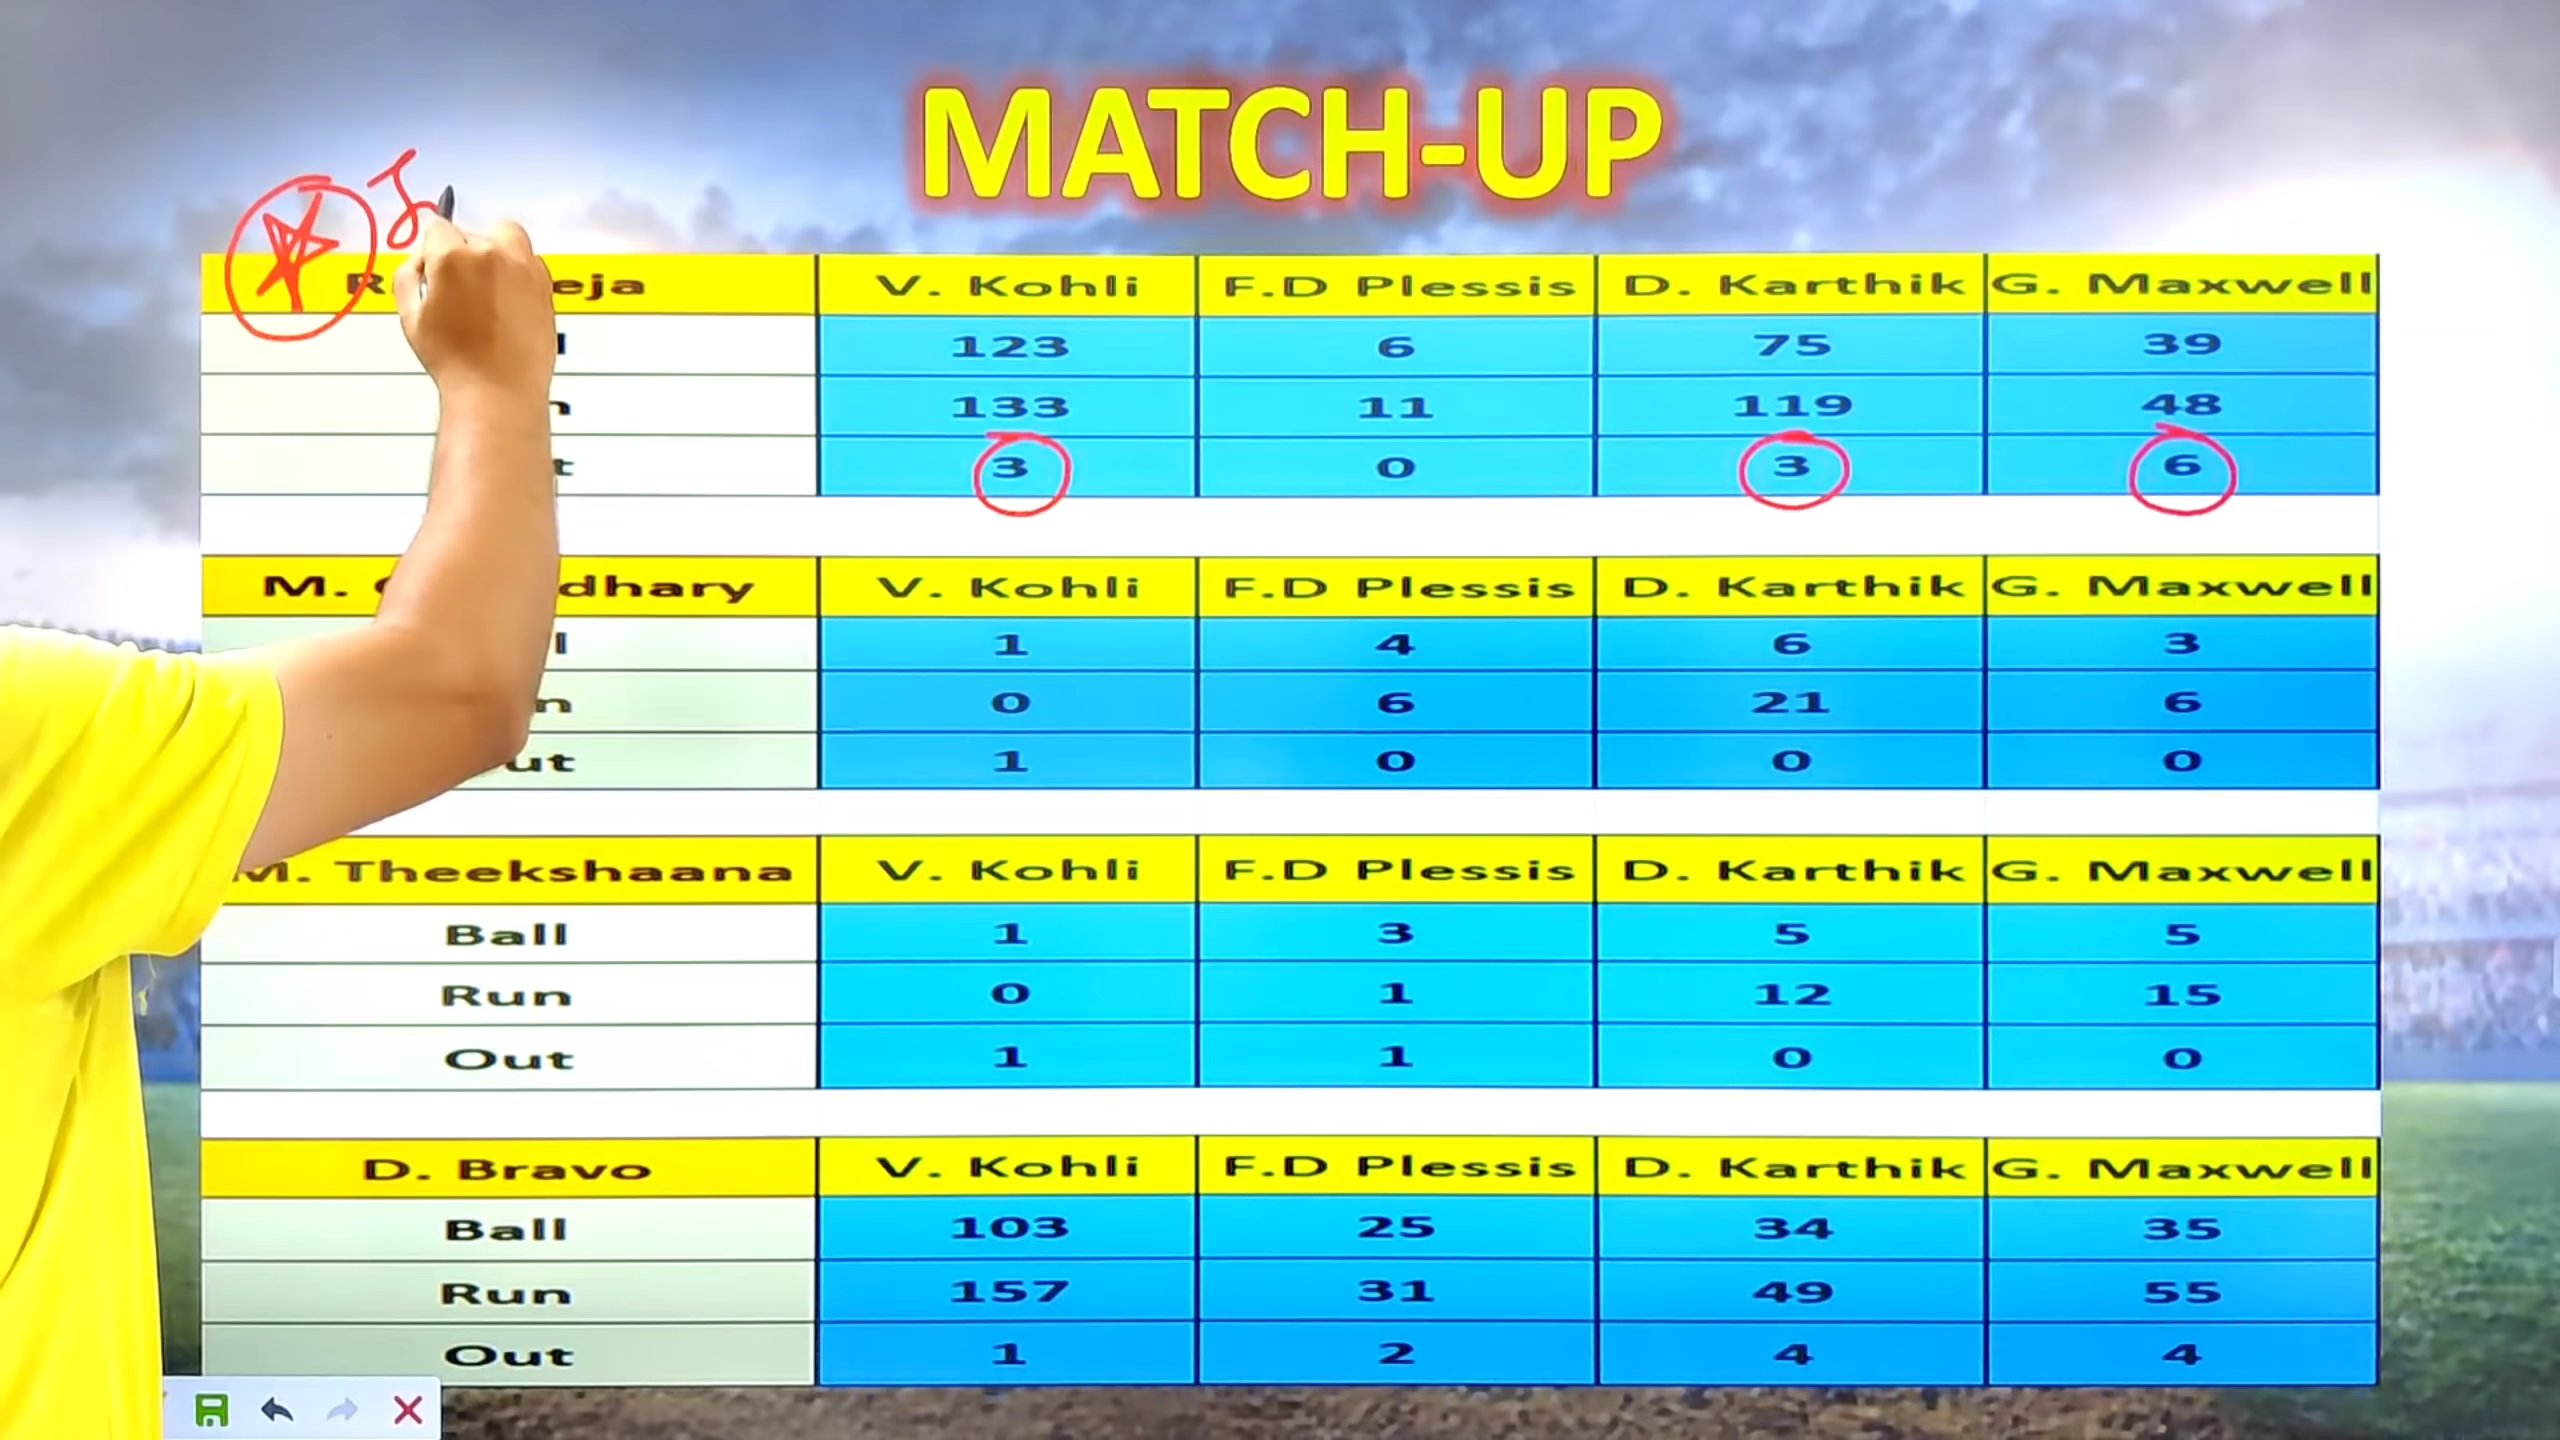 MATCH-UP
V. Kohli F.D Plessis D. Karthik G. Maxwell
123 6 75 39
133 11 119 48
3 0 3 6
M. V. Kohli F.D Plessis D. Karthik G. Maxwell
1 4 6 3
0 6 21 6
1 0 0 0
M. Theekshaana V. Kohli F.D Plessis D. Karthik G. Maxwell
Ball 1 3 5 5
Run 0 1 12 15
Out 1 1 0 0
D. Bravo V. Kohli F.D Plessis D. Karthik G. Maxwell
Ball 103 25 34 35
Run 157 31 49 55
Out 1 2 4 4